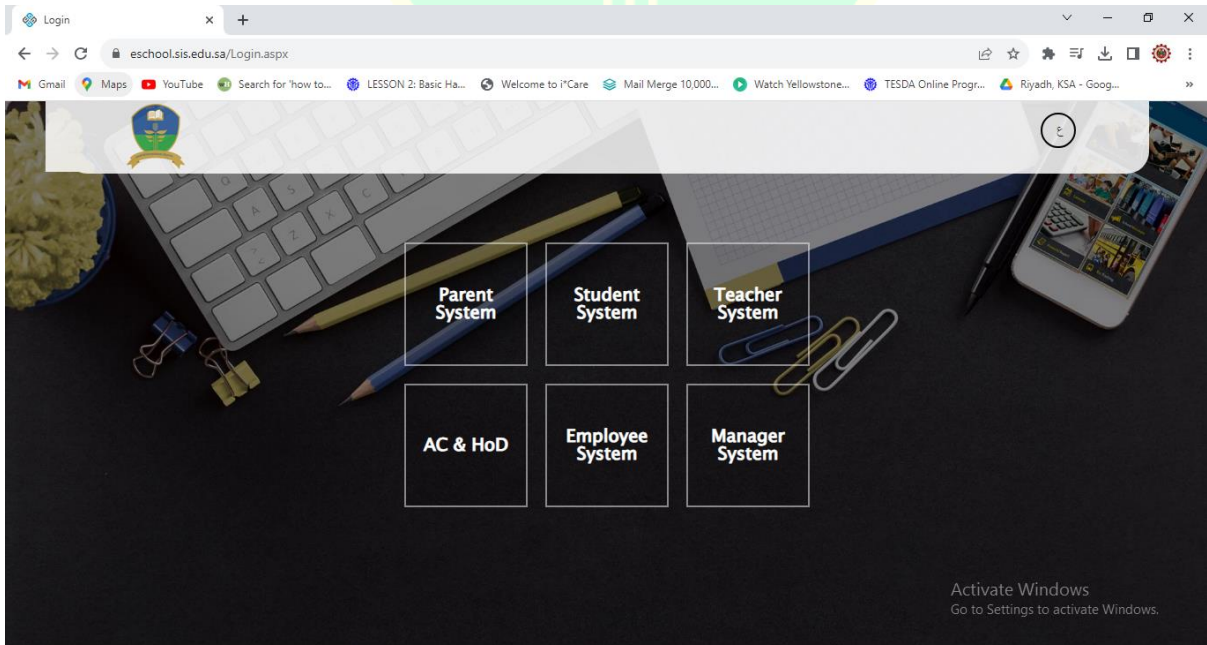 Login
eschool.sis.edu.sa/Login.aspx
Gmail Maps YouTube Search for 'how to... LESSON 2: Basic Ha... Welcome to i*Care Mail Merge 10,000... Watch Yellowstone... TESDA Online Progr... Riyadh, KSA - Goog...
ع
Parent
System
Student
System
Teacher
System
AC & HoD
Employee
System
Manager
System
Activate Windows
Go to Settings to activate Windows.